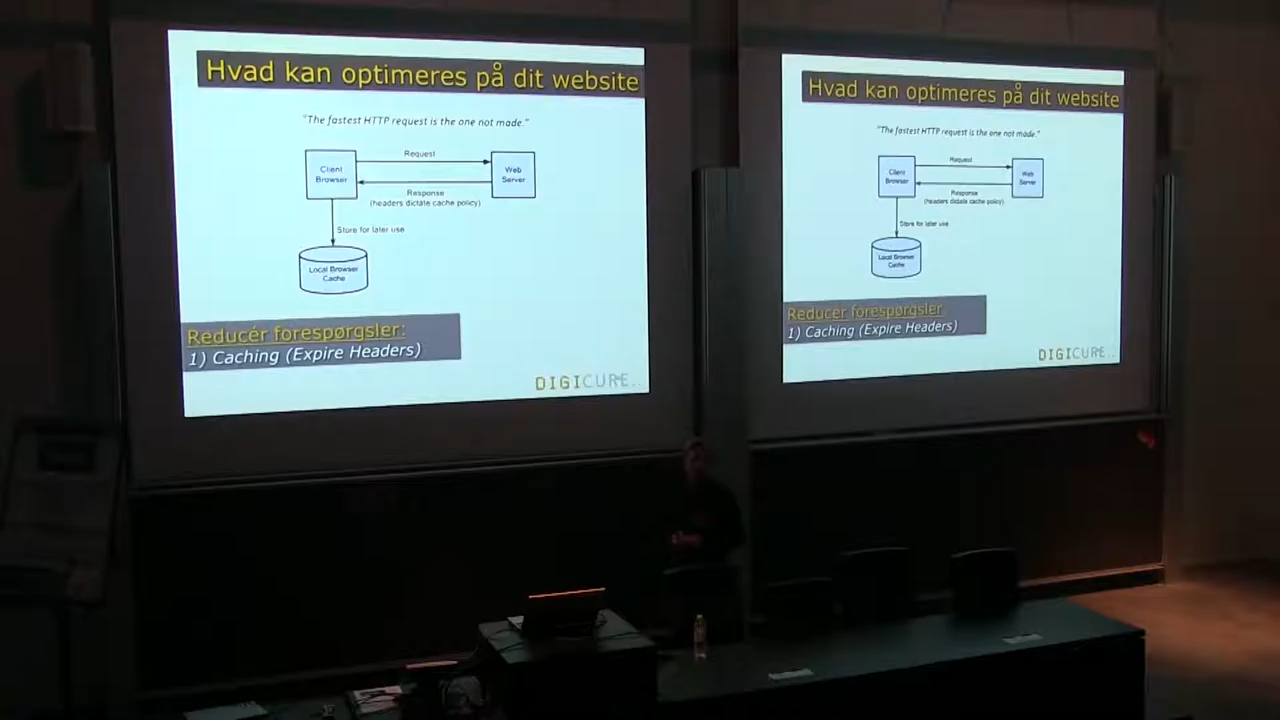 Hvad kan optimeres på dit website
"The fastest HTTP request is the one not made."
Request
Client
Browser
Web
Server
Response
(headers dictate cache policy)
Store for later use
Local Browser
Cache
Reducér forespørgsler:
1) Caching (Expire Headers)
DIGICURE..
Hvad kan optimeres på dit website
"The fastest HTTP request is the one not made."
Request
Client
Browser
Web
Server
Response
(headers dictate cache policy)
Store for later use
Local Browser
Cache
Reducér forespørgsler
1) Caching (Expire Headers)
DIGICURE..